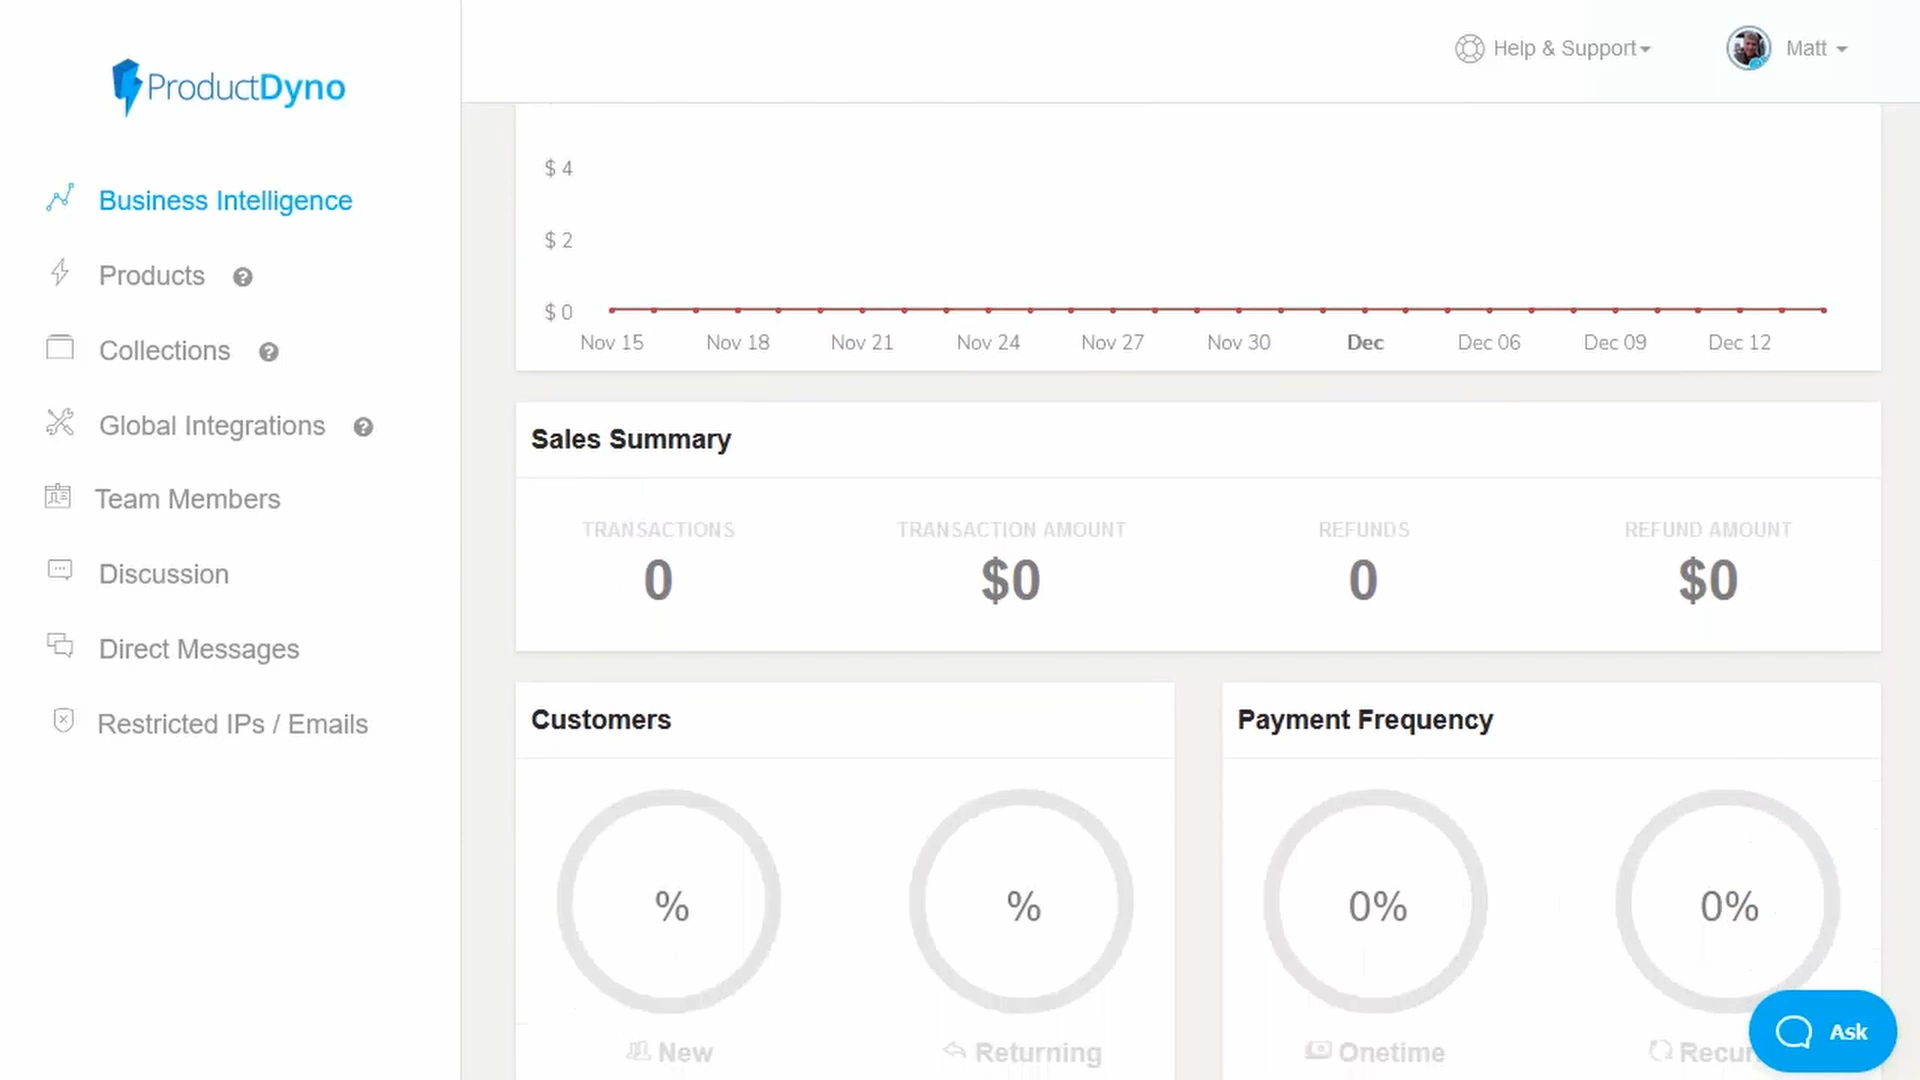 ProductDyno
Help & Support
Matt
Business Intelligence
Products ?
Collections ?
Global Integrations ?
Team Members
Discussion
Direct Messages
Restricted IPs / Emails
$ 4
$ 2
$ 0
Nov 15 Nov 18 Nov 21 Nov 24 Nov 27 Nov 30 Dec Dec 06 Dec 09 Dec 12
Sales Summary
TRANSACTIONS TRANSACTION AMOUNT REFUNDS REFUND AMOUNT
0 $0 0 $0
Customers
% %
New Returning
Payment Frequency
0% 0%
Onetime
Ask